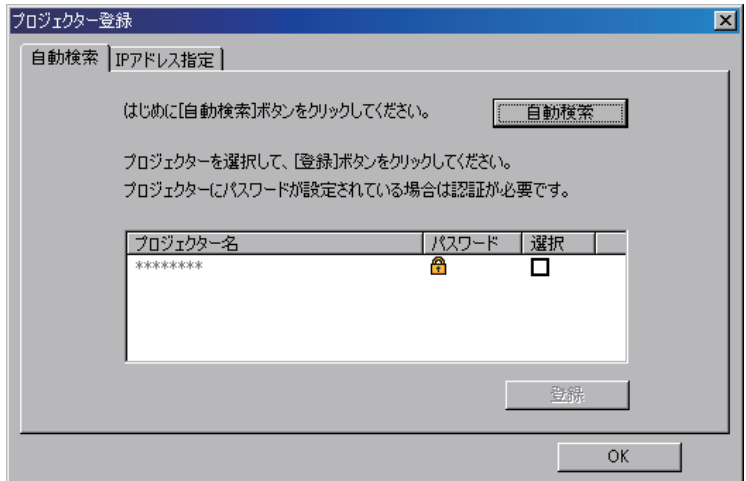 プロジェクター登録
自動検索
IPアドレス指定
はじめに[自動検索]ボタンをクリックしてください。
自動検索
プロジェクターを選択して、[登録]ボタンをクリックしてください。
プロジェクターにパスワードが設定されている場合は認証が必要です。
プロジェクター名 パスワード 選択
********
登録
OK